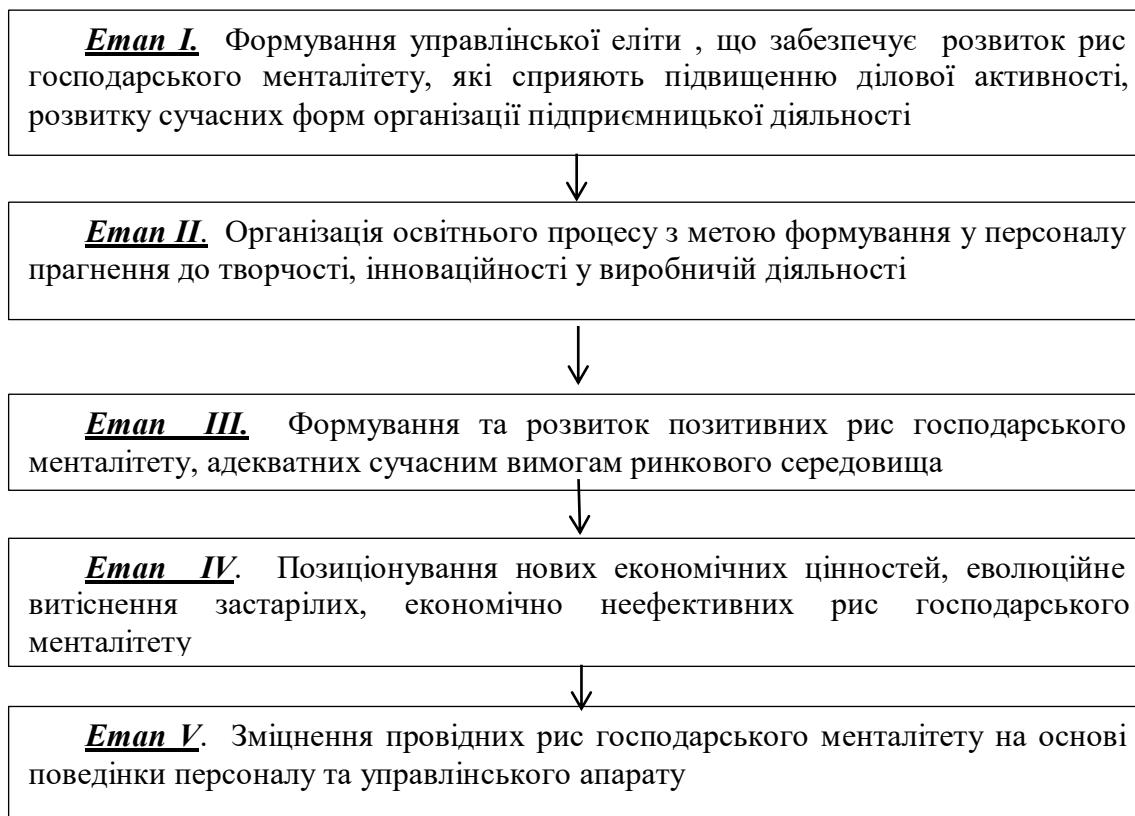 Етап І. Формування управлінської еліти , що забезпечує розвиток рис
господарського менталітету, які сприяють підвищенню ділової активності,
розвитку сучасних форм організації підприємницької діяльності
Етап ІІ. Організація освітнього процесу з метою формування у персоналу
прагнення до творчості, інноваційності у виробничій діяльності
Етап ІІІ. Формування та розвиток позитивних рис господарського
менталітету, адекватних сучасним вимогам ринкового середовища
Етап IV. Позиціонування нових економічних цінностей, еволюційне
витіснення застарілих, економічно неефективних рис господарського
менталітету
Етап V. Зміцнення провідних рис господарського менталітету на основі
поведінки персоналу та управлінського апарату